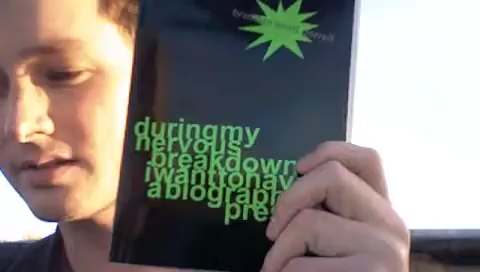 duringmy
nervous
breakdown
iwanttohav
abiograph
pres